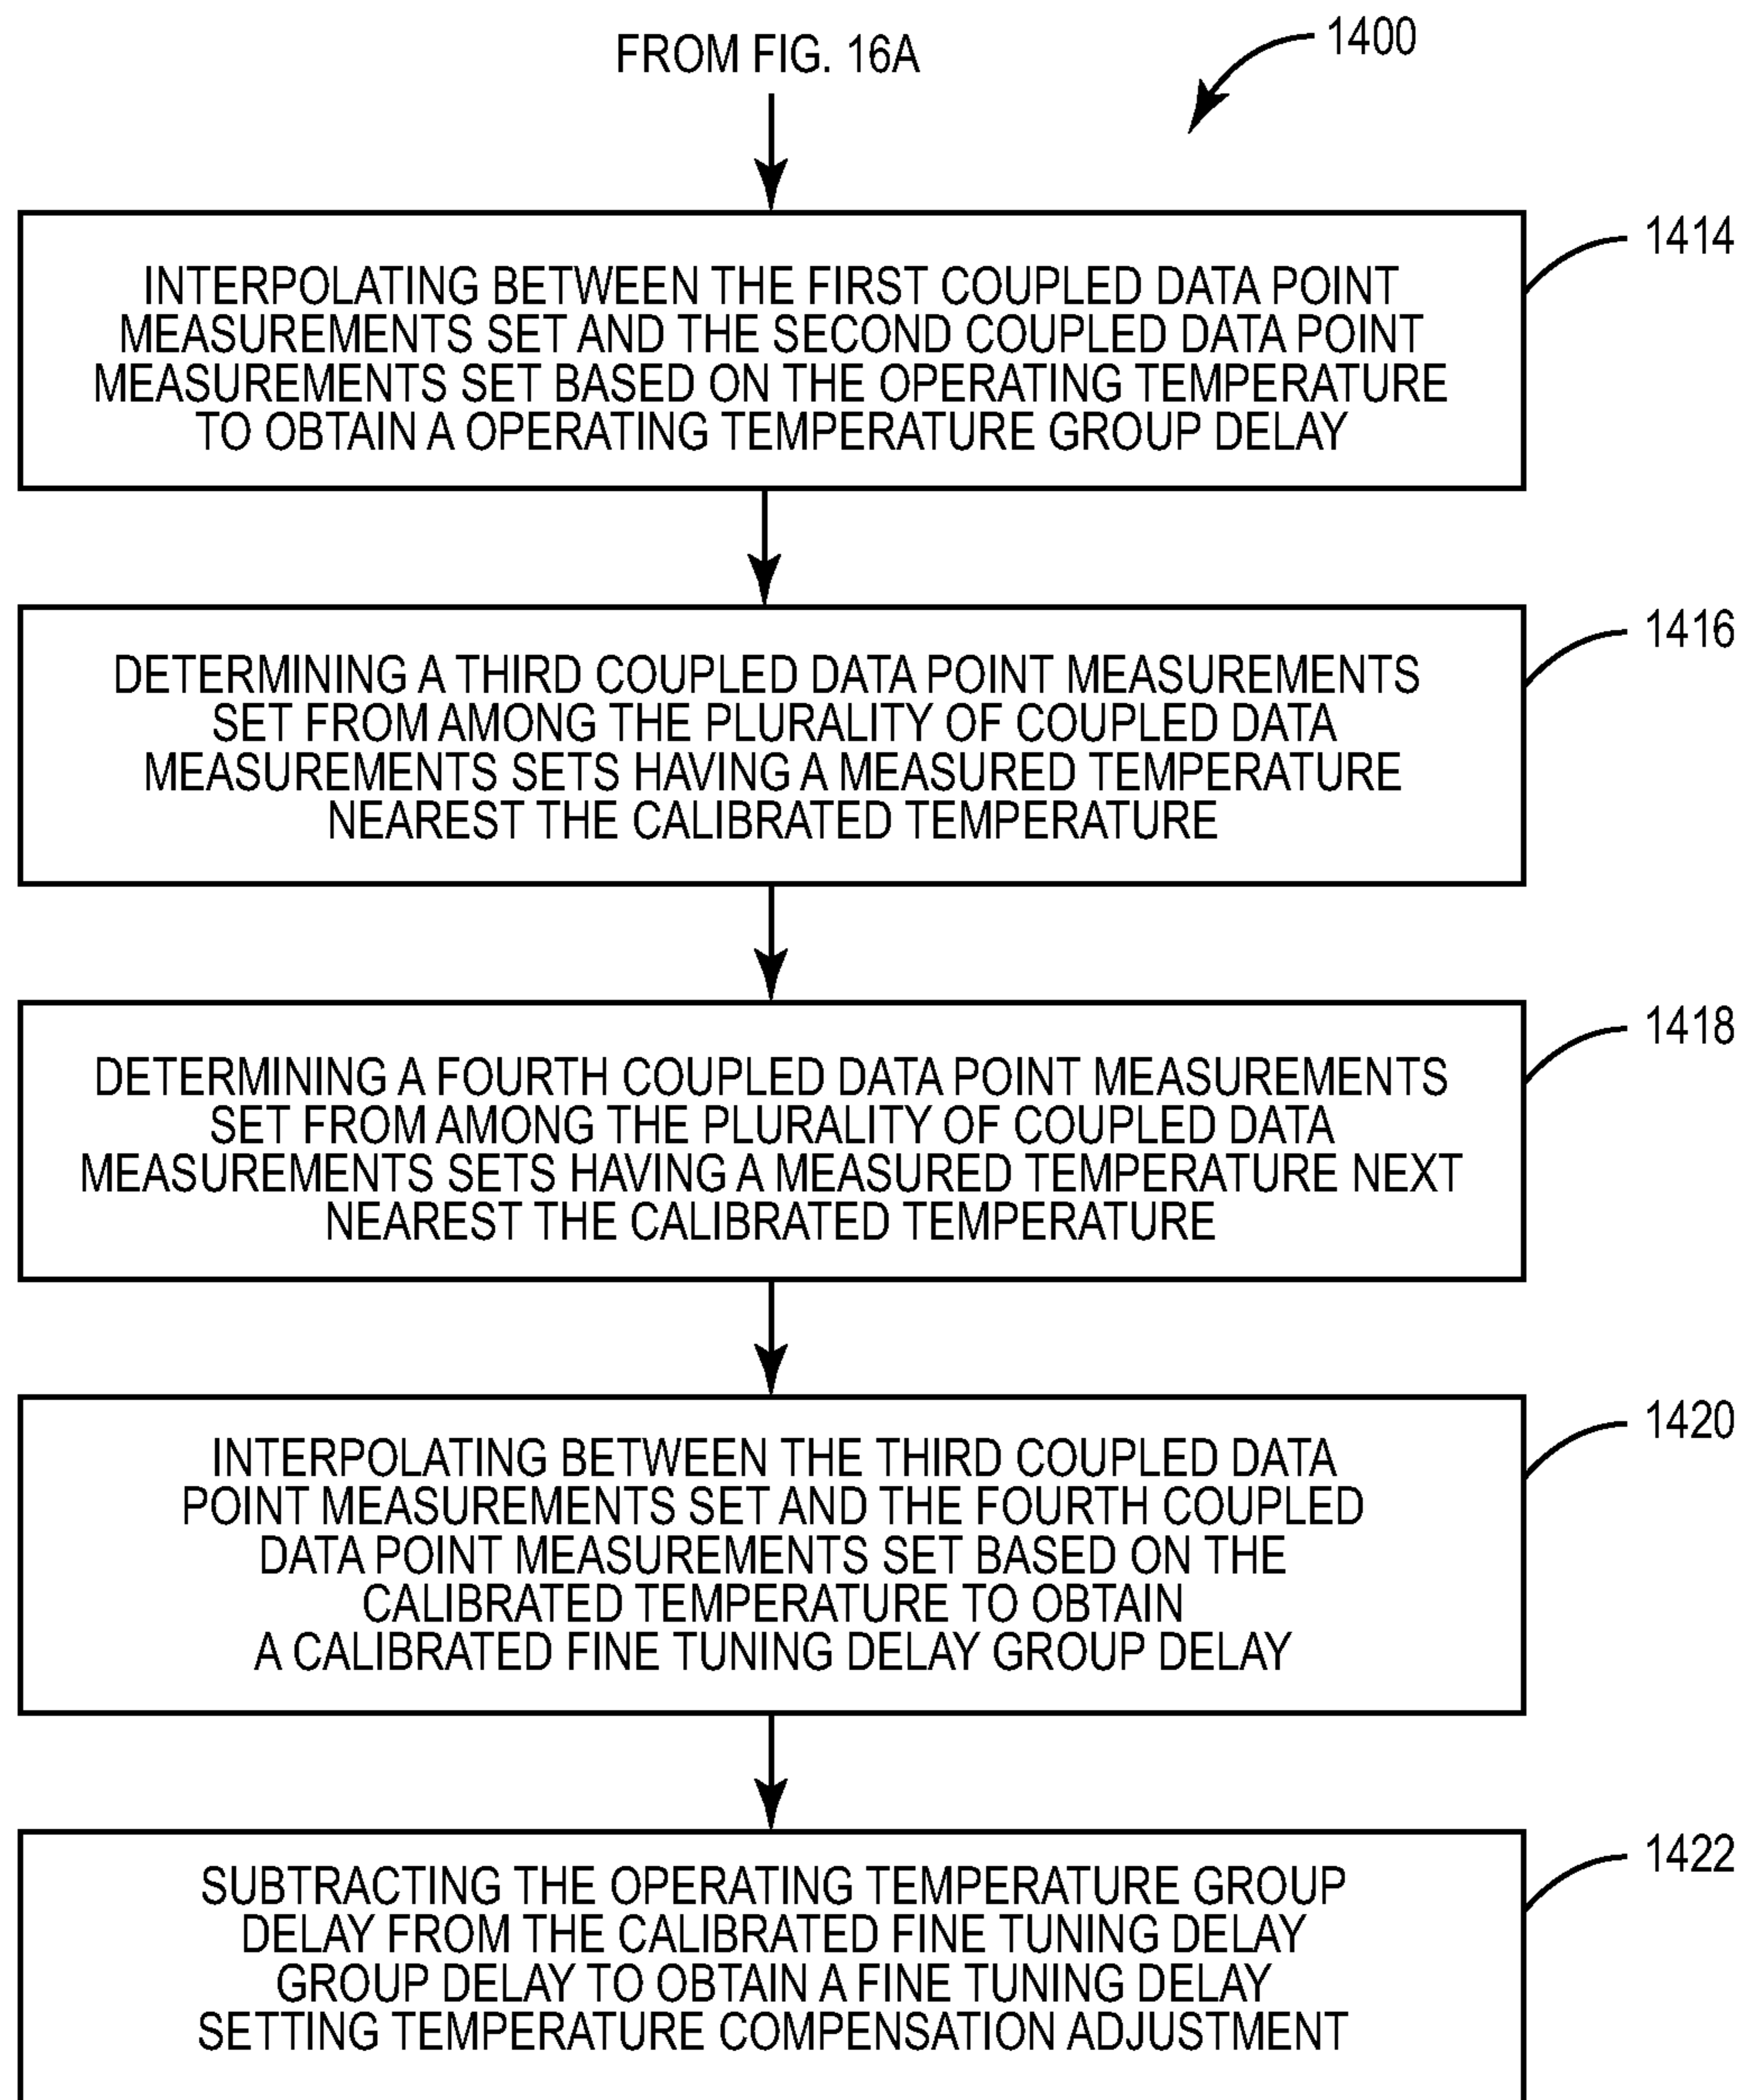 FROM FIG. 16A
1400
1414
INTERPOLATING BETWEEN THE FIRST COUPLED DATA POINT
MEASUREMENTS SET AND THE SECOND COUPLED DATA POINT
MEASUREMENTS SET BASED ON THE OPERATING TEMPERATURE
TO OBTAIN A OPERATING TEMPERATURE GROUP DELAY
1416
DETERMINING A THIRD COUPLED DATA POINT MEASUREMENTS
SET FROM AMONG THE PLURALITY OF COUPLED DATA
MEASUREMENTS SETS HAVING A MEASURED TEMPERATURE
NEAREST THE CALIBRATED TEMPERATURE
1418
DETERMINING A FOURTH COUPLED DATA POINT MEASUREMENTS
SET FROM AMONG THE PLURALITY OF COUPLED DATA
MEASUREMENTS SETS HAVING A MEASURED TEMPERATURE NEXT
NEAREST THE CALIBRATED TEMPERATURE
1420
INTERPOLATING BETWEEN THE THIRD COUPLED DATA
POINT MEASUREMENTS SET AND THE FOURTH COUPLED
DATA POINT MEASUREMENTS SET BASED ON THE
CALIBRATED TEMPERATURE TO OBTAIN
A CALIBRATED FINE TUNING DELAY GROUP DELAY
1422
SUBTRACTING THE OPERATING TEMPERATURE GROUP
DELAY FROM THE CALIBRATED FINE TUNING DELAY
GROUP DELAY TO OBTAIN A FINE TUNING DELAY
SETTING TEMPERATURE COMPENSATION ADJUSTMENT